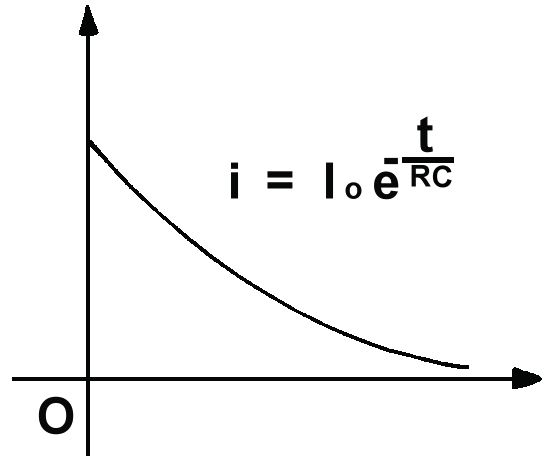 i = I₀e^(-t/RC)
O